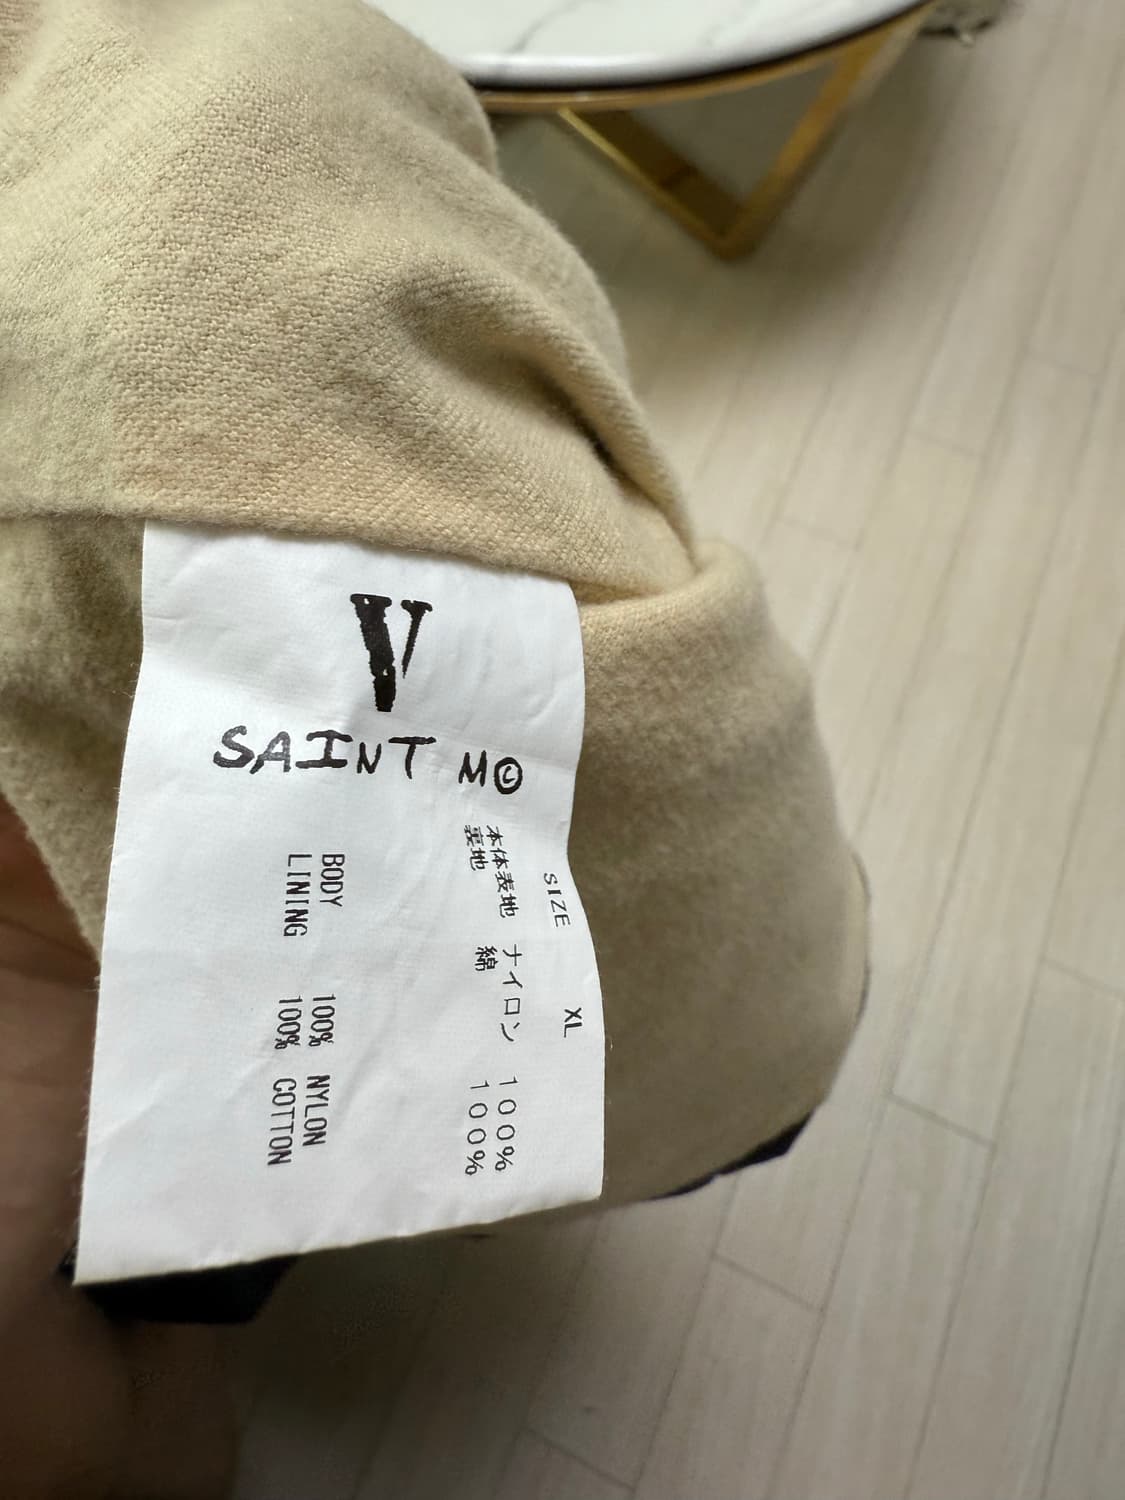 V
SAINT M©
SIZE XL
本体表地 ナイロン 100%
裏地 綿 100%
BODY 100% NYLON
LINING 100% COTTON